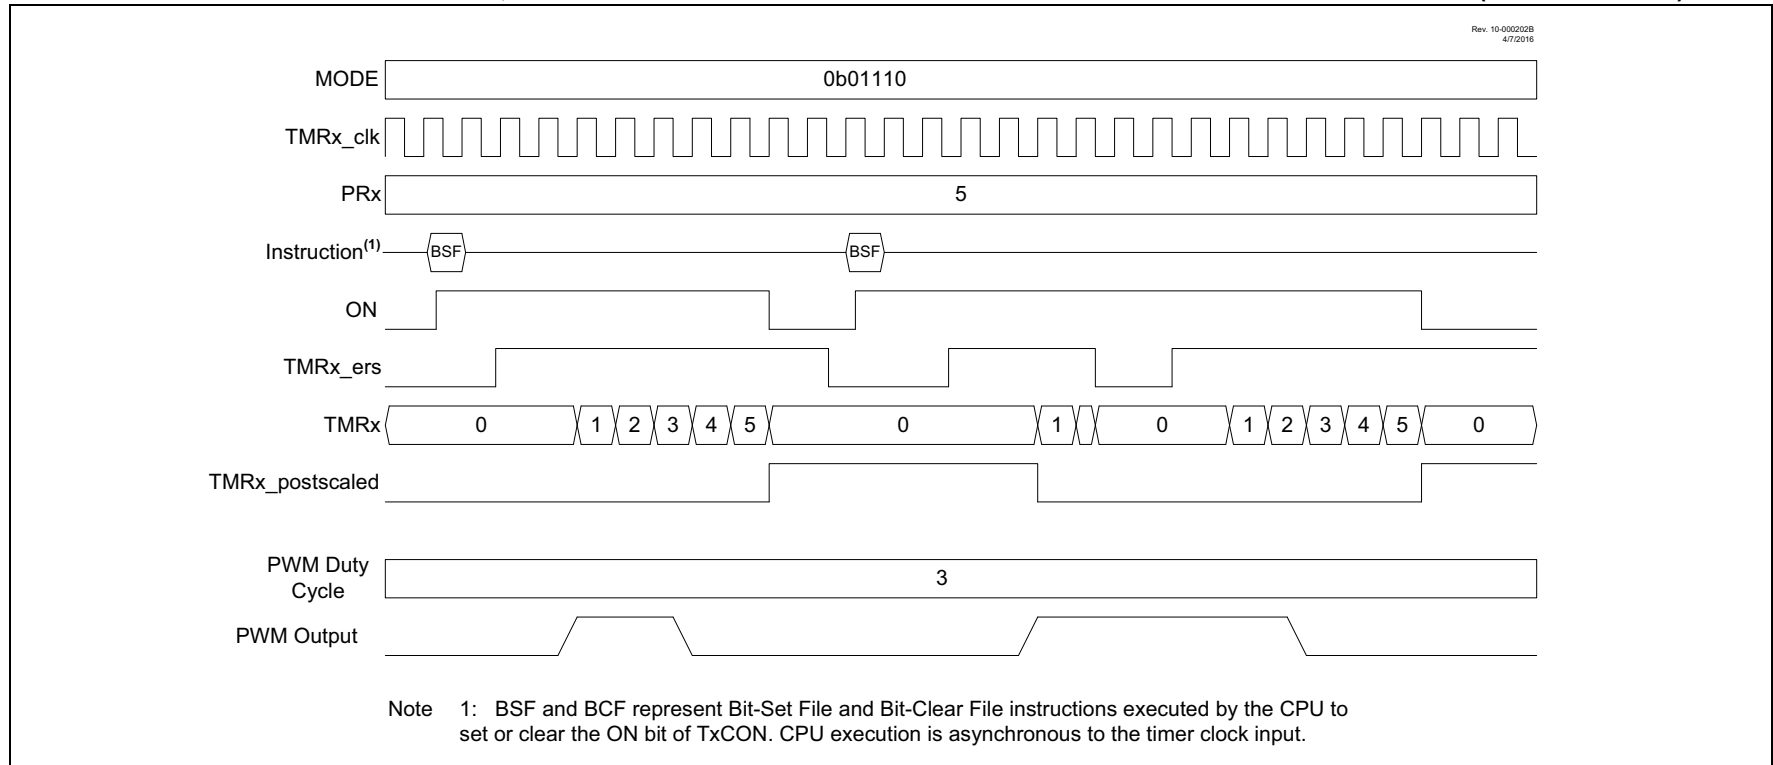 Rev. 10-000202B
4/7/2016
MODE 0b01110
TMRx_clk
PRx 5
Instruction(1) BSF BSF
ON
TMRx_ers
TMRx 0 1 2 3 4 5 0 1 0 1 2 3 4 5 0
TMRx_postscaled
PWM Duty
Cycle 3
PWM Output
Note 1: BSF and BCF represent Bit-Set File and Bit-Clear File instructions executed by the CPU to
set or clear the ON bit of TxCON. CPU execution is asynchronous to the timer clock input.